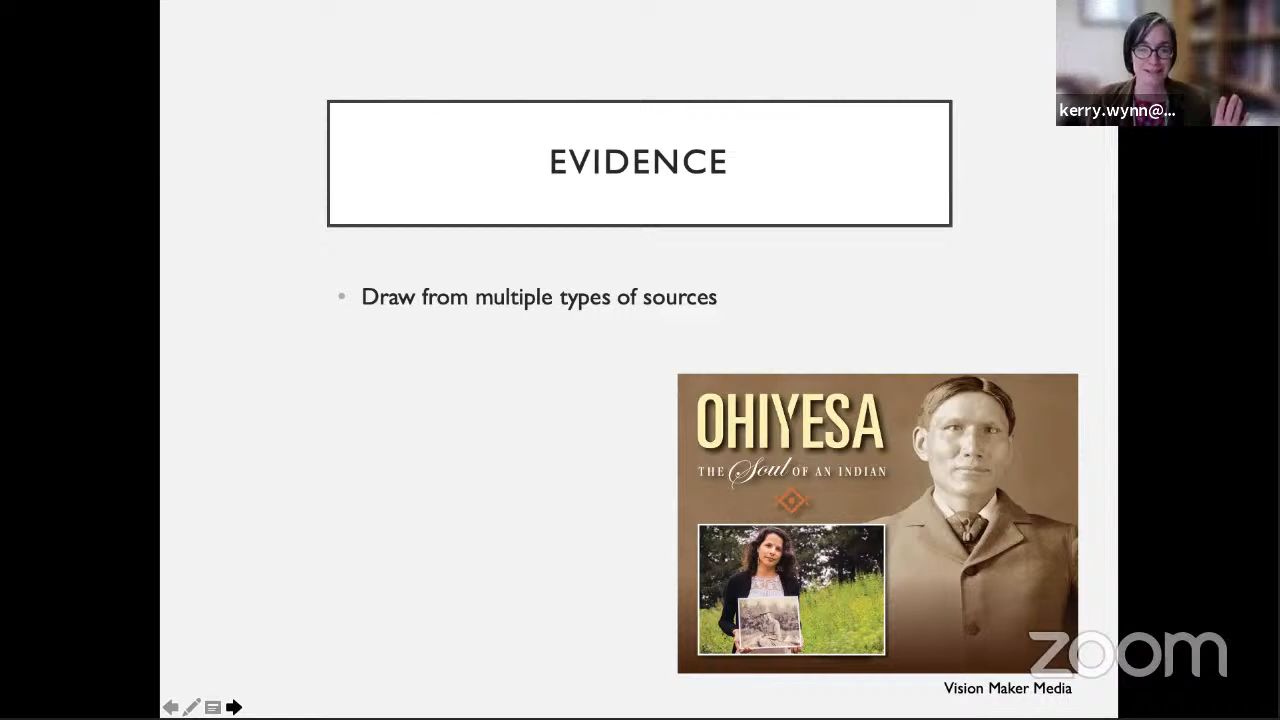 kerry.wynn@...
EVIDENCE
• Draw from multiple types of sources
OHIYESA
THE Soul OF AN INDIAN
zoom
Vision Maker Media